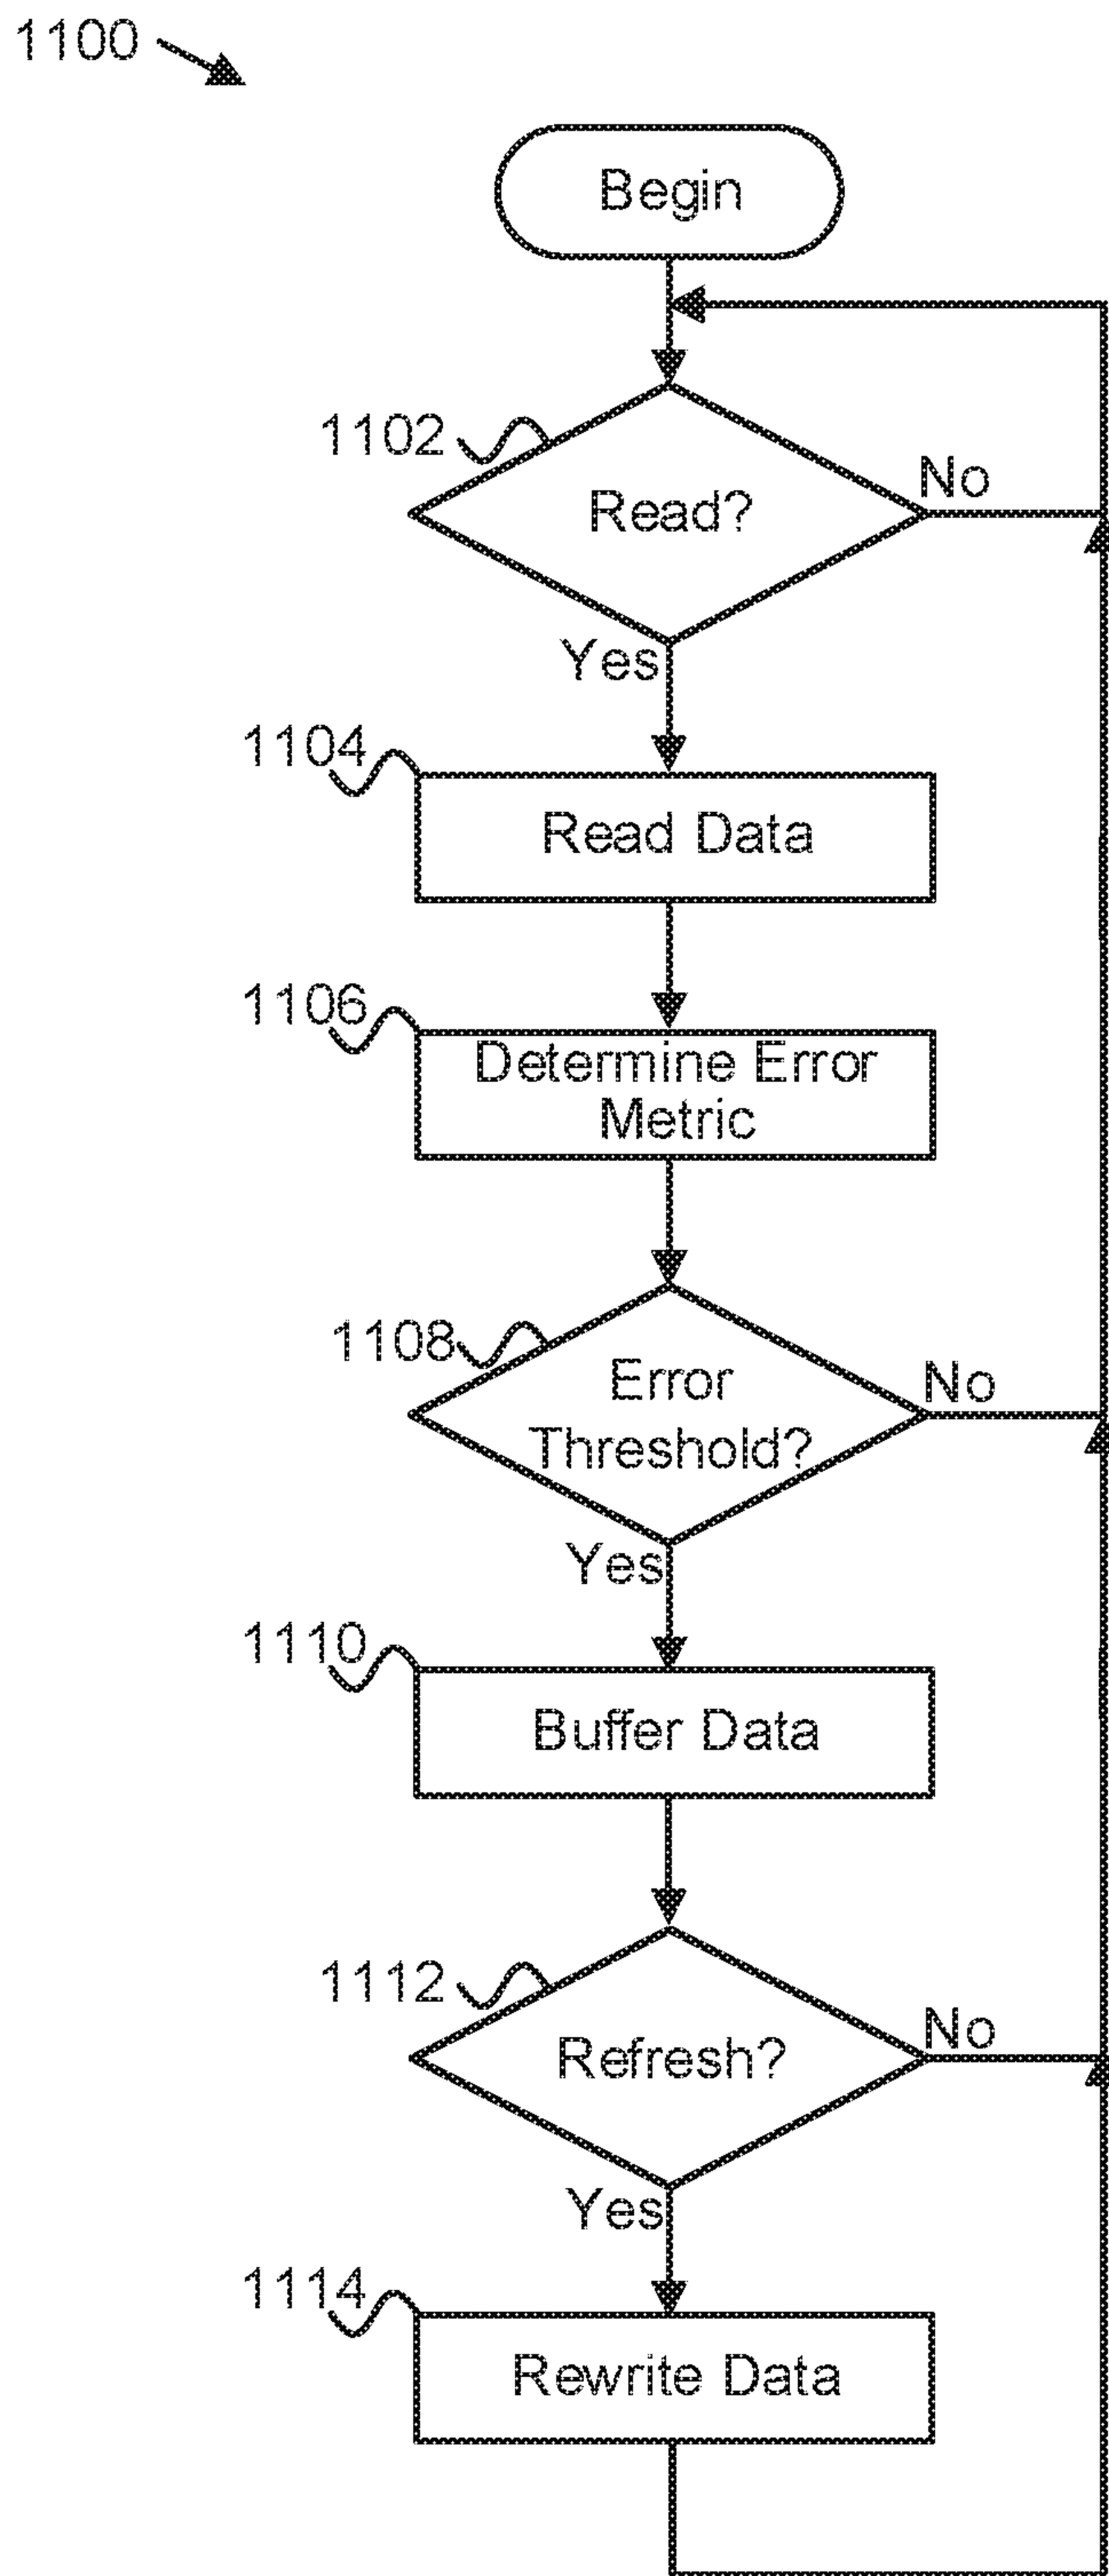 1100
Begin
1102
Read?
No
Yes
1104
Read Data
1106
Determine Error
Metric
1108
Error
Threshold?
No
Yes
1110
Buffer Data
1112
Refresh?
No
Yes
1114
Rewrite Data